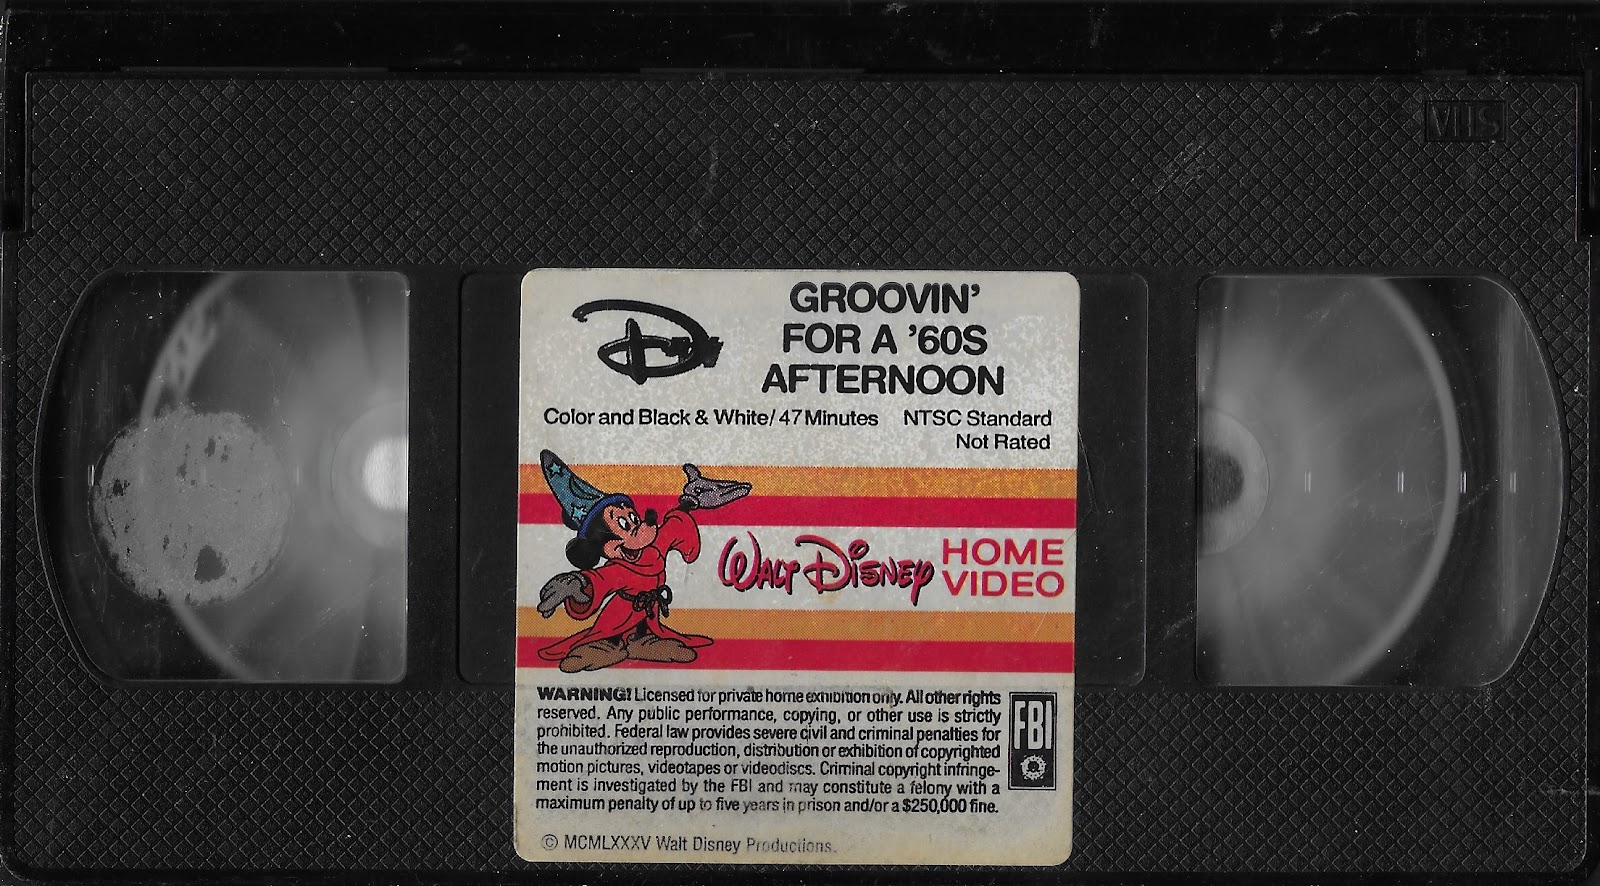 VHS
GROOVIN'
FOR A '60S
AFTERNOON
Color and Black & White/47 Minutes NTSC Standard
Not Rated
WALT DISNEY HOME
VIDEO
WARNING! Licensed for private home exhibition only. All other rights
reserved. Any public performance, copying, or other use is strictly
prohibited. Federal law provides severe civil and criminal penalties for
the unauthorized reproduction, distribution or exhibition of copyrighted
motion pictures, videotapes or videodiscs. Criminal copyright infringe-
ment is investigated by the FBI and may constitute a felony with a
maximum penalty of up to five years in prison and/or a $250,000 fine.
FBI
© MCMLXXXV Walt Disney Productions.